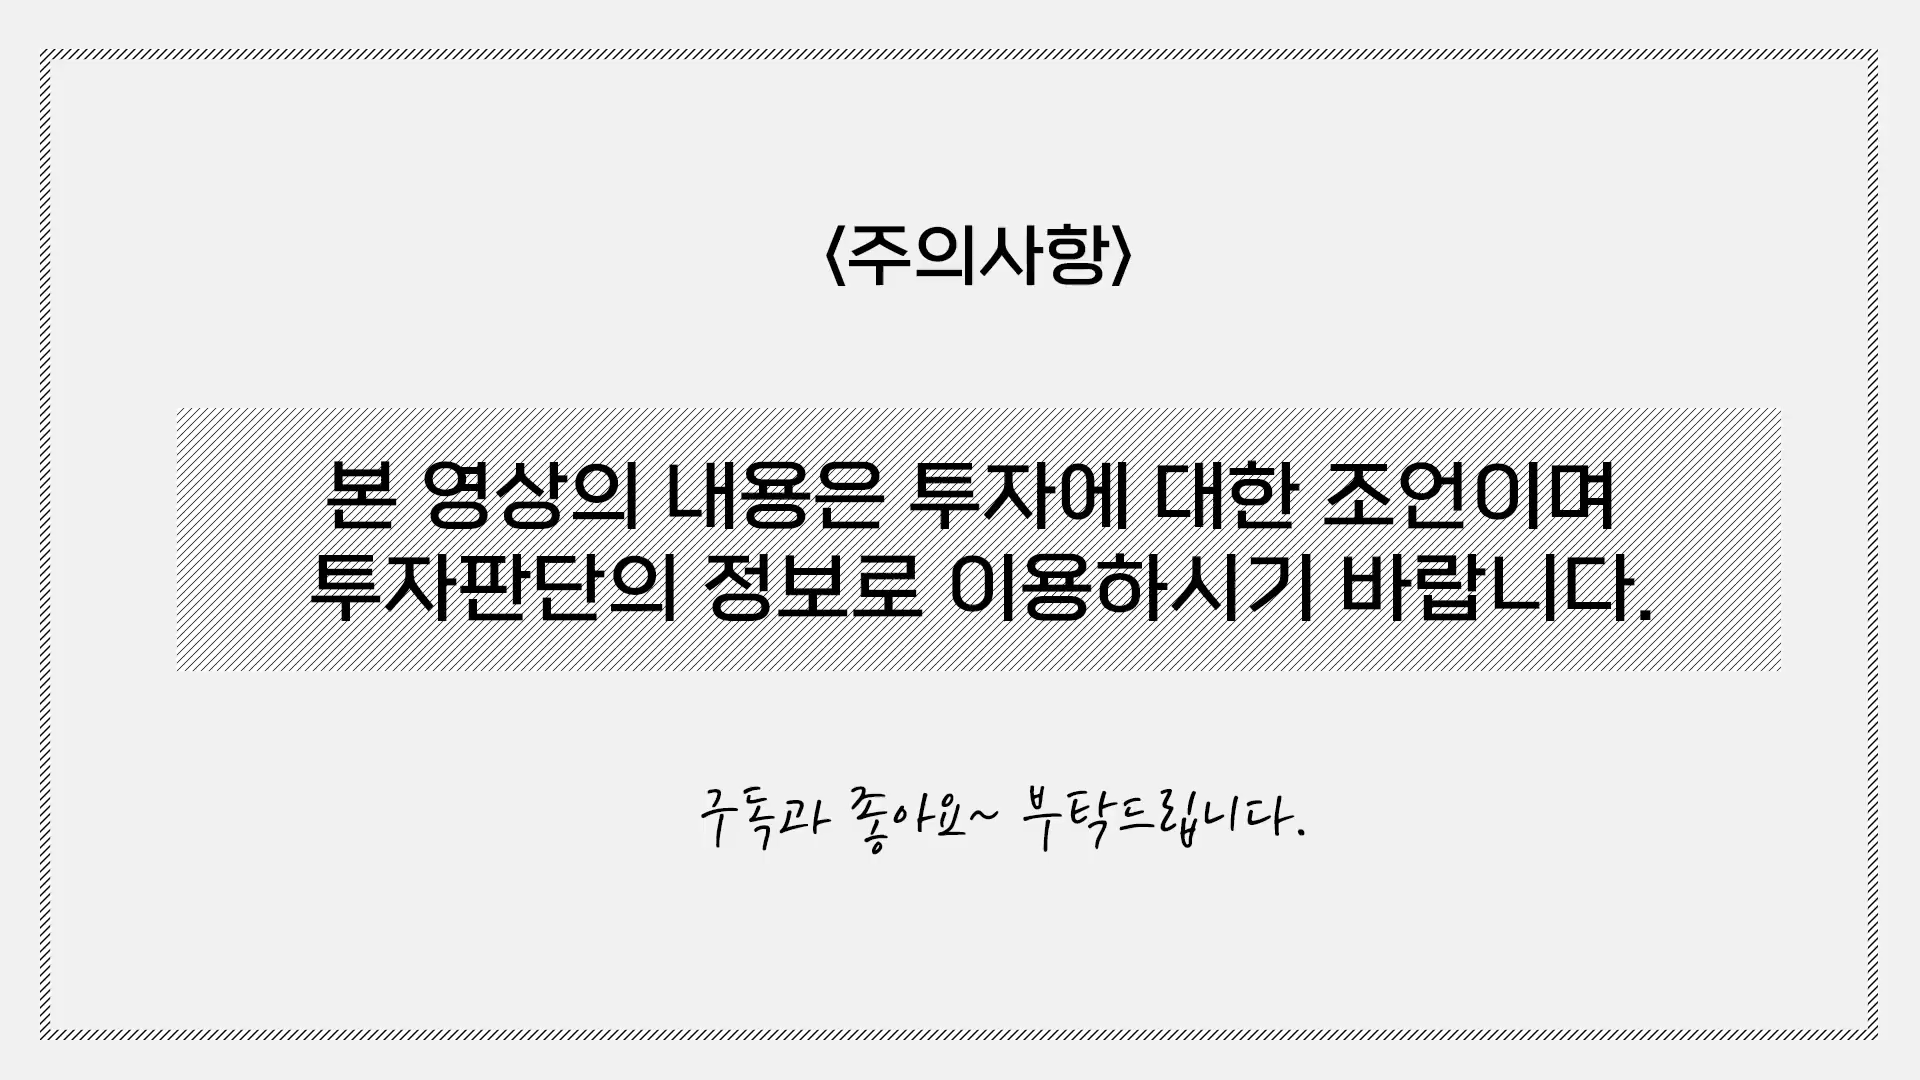 〈주의사항〉
본 영상의 내용은 투자에 대한 조언이며
투자판단의 정보로 이용하시기 바랍니다.
구독과 좋아요~ 부탁드립니다.